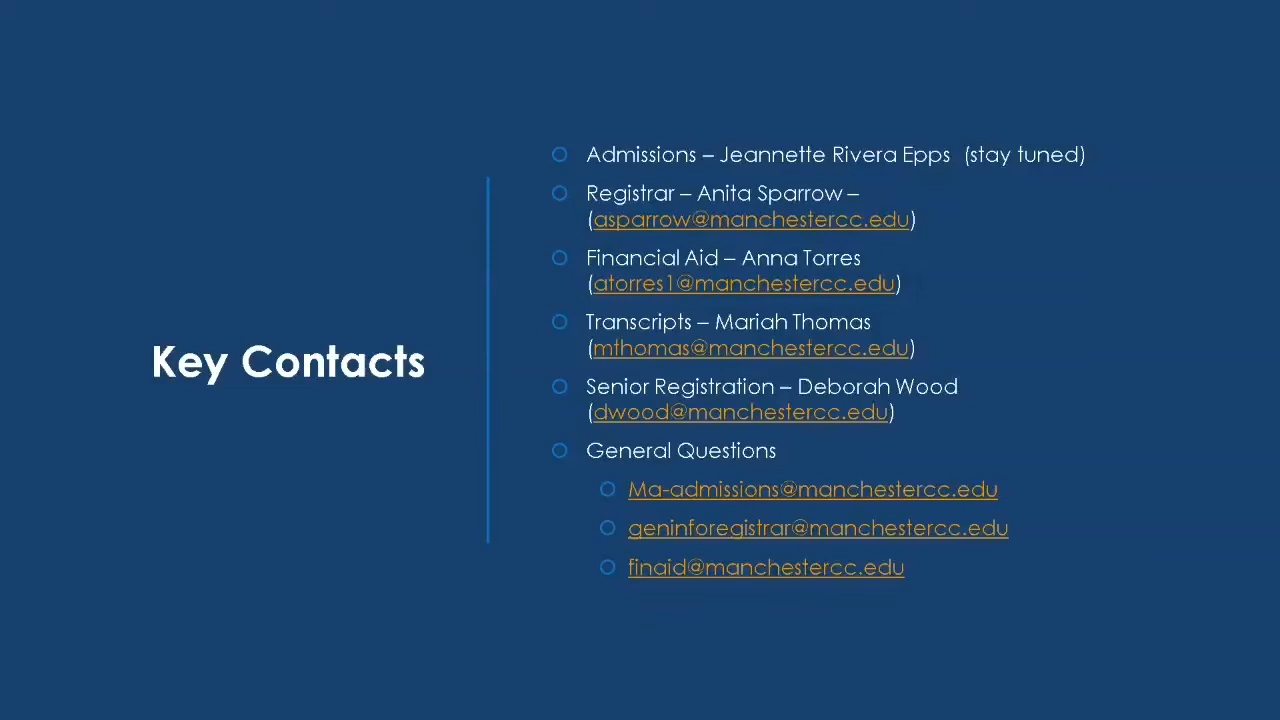 Key Contacts
Admissions – Jeannette Rivera Epps (stay tuned)
Registrar – Anita Sparrow –
(asparrow@manchestercc.edu)
Financial Aid – Anna Torres
(atorres1@manchestercc.edu)
Transcripts – Mariah Thomas
(mthomas@manchestercc.edu)
Senior Registration – Deborah Wood
(dwood@manchestercc.edu)
General Questions
Ma-admissions@manchestercc.edu
geninforegistrar@manchestercc.edu
finaid@manchestercc.edu